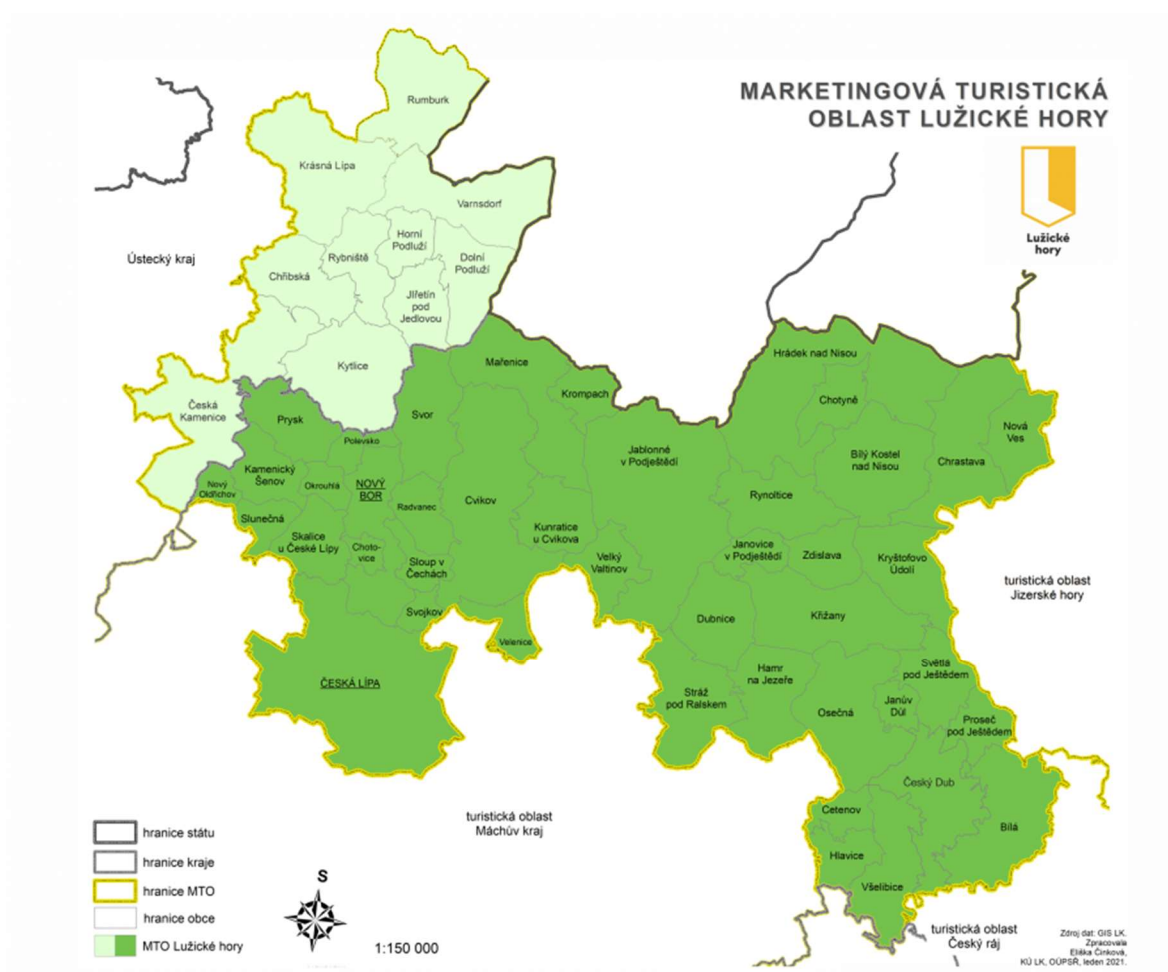 MARKETINGOVÁ TURISTICKÁ
OBLAST LUŽICKÉ HORY
Lužické
hory
Rumburk
Krásná Lípa
Varnsdorf
Ústecký kraj
Horní
Podluží
Rybniště
Dolní
Podluží
Chřibská
Jiřetín
pod
Jedlovou
Kytlice
Mařenice
Hrádek nad Nisou
Krompach
Chotyně
Česká
Kamenice
Prysk
Svor
Polevsko
Nová
Ves
Jablonné
v Podještědí
Bílý Kostel
nad Nisou
Chrastava
Kamenický
Šenov
Nový
Oldřichov
Okrouhlá
NOVÝ
BOR
Radvanec
Cvikov
Rynoltice
Slunečná
Skalice
u České Lípy
Choto-
vice
Kunratice
u Cvikova
Velký
Valtinov
Janovice
v Podještědí
Zdislava
Kryštofovo
Údolí
Sloup v
Čechách
turistická oblast
Jizerské hory
Svojkov
Velenice
Dubnice
Křižany
ČESKÁ LÍPA
Hamr
na Jezeře
Světlá
pod Ještědem
Stráž
pod Ralskem
Osečná
Janův
Důl
Proseč
pod Ještědem
Český Dub
turistická oblast
Máchův kraj
Cetenov
Bílá
Hlavice
Všelibice
hranice státu
hranice kraje
hranice MTO
hranice obce
MTO Lužické hory
S
1:150 000
turistická oblast
Český ráj
Zdroj dat: GIS LK.
Zpracovala
Eliška Činková,
KÚ LK, OÚPSŘ, leden 2021.